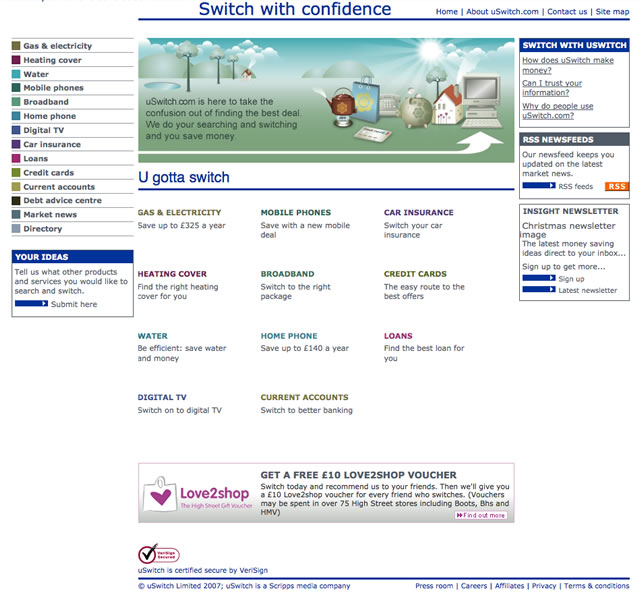 Switch with confidence
Home | About uSwitch.com | Contact us | Site map
Gas & electricity
Heating cover
Water
Mobile phones
Broadband
Home phone
Digital TV
Car insurance
Loans
Credit cards
Current accounts
Debt advice centre
Market news
Directory
YOUR IDEAS
Tell us what other products
and services you would like to
search and switch.
Submit here
uSwitch.com is here to take the
confusion out of finding the best deal.
We do your searching and switching
and you save money.
U gotta switch
GAS & ELECTRICITY
Save up to £325 a year
MOBILE PHONES
Save with a new mobile
deal
CAR INSURANCE
Switch your car
insurance
HEATING COVER
Find the right heating
cover for you
BROADBAND
Switch to the right
package
CREDIT CARDS
The easy route to the
best offers
WATER
Be efficient: save water
and money
HOME PHONE
Save up to £140 a year
LOANS
Find the best loan for
you
DIGITAL TV
Switch on to digital TV
CURRENT ACCOUNTS
Switch to better banking
SWITCH WITH USWITCH
How does uSwitch make
money?
Can I trust your
information?
Why do people use
uSwitch.com?
RSS NEWSFEEDS
Our newsfeed keeps you
updated on the latest
market news.
RSS feeds
RSS
INSIGHT NEWSLETTER
Christmas newsletter
image
The latest money saving
ideas direct to your inbox...
Sign up to get more...
Sign up
Latest newsletter
Love2shop
The High Street Gift Voucher
GET A FREE £10 LOVE2SHOP VOUCHER
Switch today and recommend us to your friends. Then we'll give you
a £10 Love2shop voucher for every friend who switches. (Vouchers
may be spent in over 75 High Street stores including Boots, Bhs and
HMV)
Find out more
VeriSign
Secured
uSwitch is certified secure by VeriSign
© uSwitch Limited 2007; uSwitch is a Scripps media company
Press room | Careers | Affiliates | Privacy | Terms & conditions